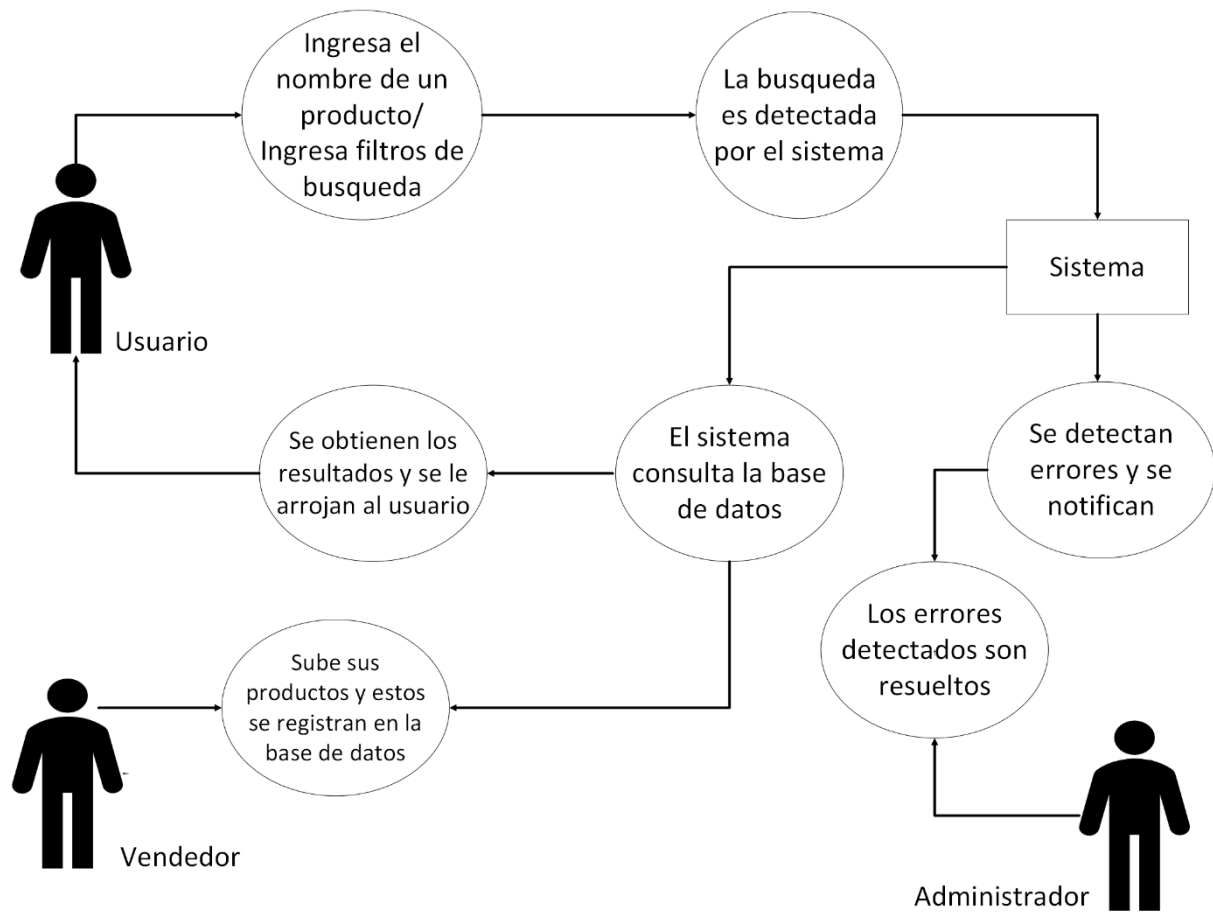 Ingresa el
nombre de un
producto/
Ingresa filtros de
busqueda
La busqueda
es detectada
por el sistema
Sistema
Usuario
Se obtienen los
resultados y se le
arrojan al usuario
El sistema
consulta la base
de datos
Se detectan
errores y se
notifican
Los errores
detectados son
resueltos
Sube sus
productos y estos
se registran en la
base de datos
Vendedor
Administrador